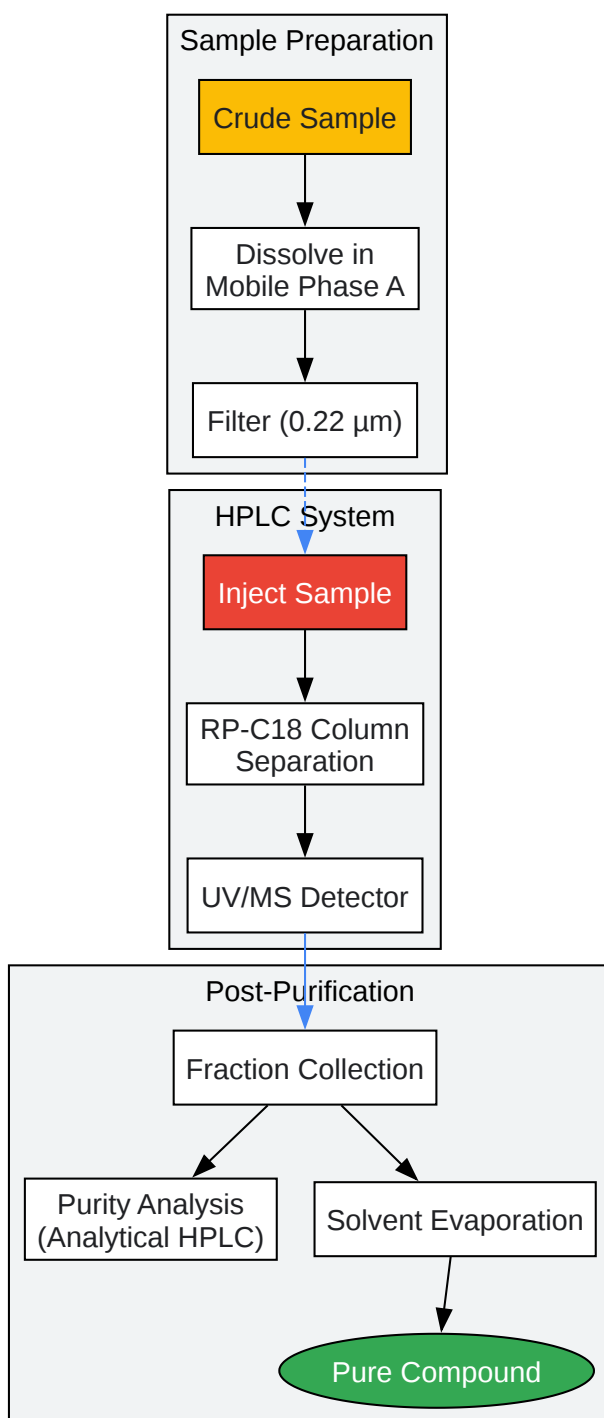 Sample Preparation
Crude Sample
Dissolve in
Mobile Phase A
Filter (0.22 µm)
HPLC System
Inject Sample
RP-C18 Column
Separation
UV/MS Detector
Post-Purification
Fraction Collection
Purity Analysis
(Analytical HPLC)
Solvent Evaporation
Pure Compound